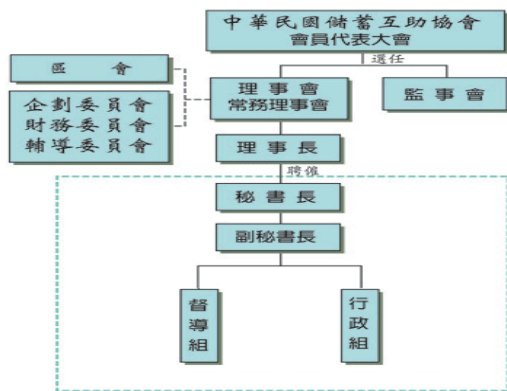 中華民國儲蓄互助協會
會員代表大會
選任
區會
理事會
常務理事會
監事會
企劃委員會
財務委員會
輔導委員會
理事長
聘僱
秘書長
副秘書長
督導組
行政組